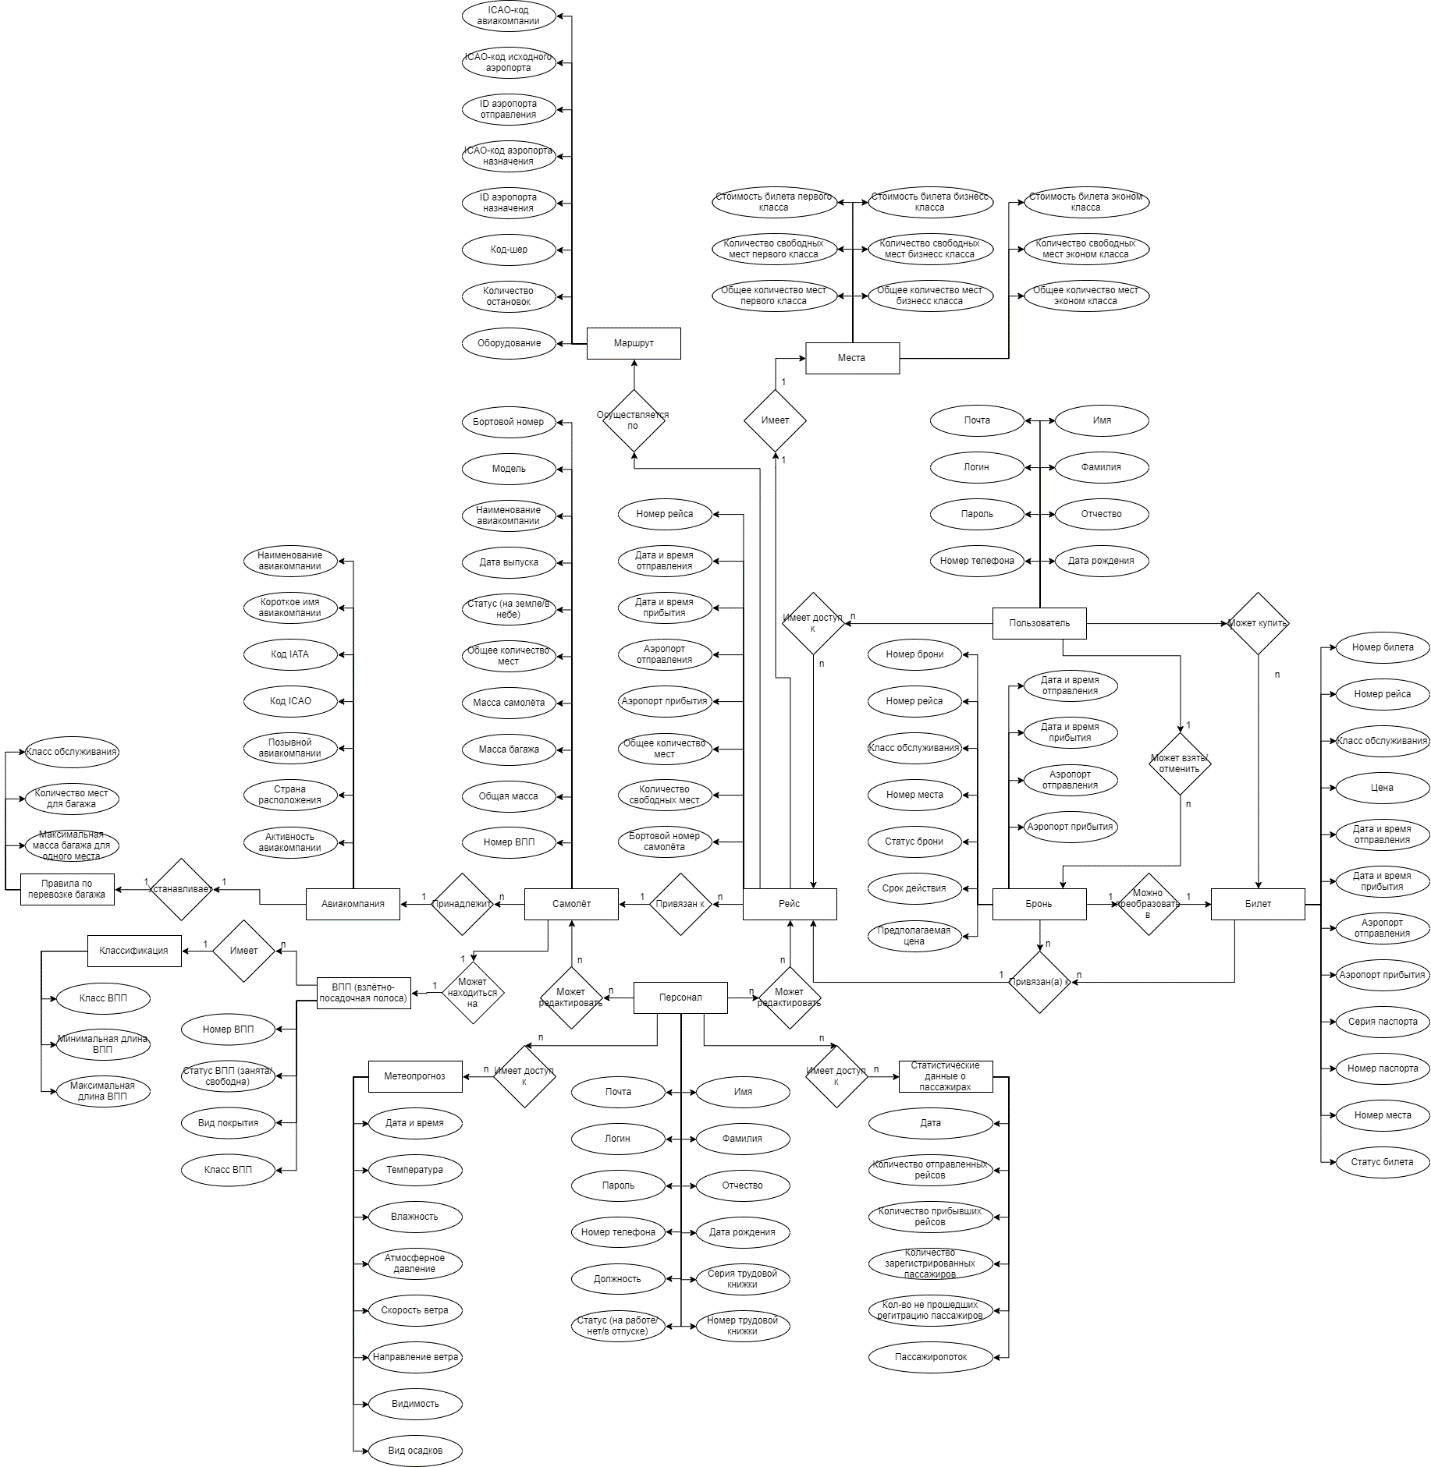 ICAO-код
авиакомпании
ICAO-код исходного
аэропорта
ID аэропорта
отправления
ICAO-код аэропорта
назначения
ID аэропорта
назначения
Код-шер
Количество
остановок
Оборудование
Маршрут
Осуществляется
по
Стоимость билета первого
класса
Стоимость билета бизнесс
класса
Стоимость билета эконом
класса
Количество свободных
мест первого класса
Количество свободных
мест бизнесс класса
Количество свободных
мест эконом класса
Общее количество мест
первого класса
Общее количество мест
бизнесс класса
Общее количество мест
эконом класса
Места
1
Имеет
1
Почта
Имя
Логин
Фамилия
Пароль
Отчество
Номер телефона
Дата рождения
Пользователь
n
Имеет доступ
к
n
Может купить
n
1
Может взять/
отменить
n
Бортовой номер
Модель
Наименование
авиакомпании
Дата выпуска
Статус (на земле/в
небе)
Общее количество
мест
Масса самолёта
Масса багажа
Общая масса
Номер ВПП
Номер рейса
Дата и время
отправления
Дата и время
прибытия
Аэропорт
отправления
Аэропорт прибытия
Общее количество
мест
Количество
свободных мест
Бортовой номер
самолёта
Наименование
авиакомпании
Короткое имя
авиакомпании
Код IATA
Код ICAO
Позывной
авиакомпании
Страна
расположения
Активность
авиакомпании
Класс обслуживания
Количество мест
для багажа
Максимальная
масса багажа для
одного места
Правила по
перевозке багажа
1
Устанавливает
1
Авиакомпания
1
Принадлежит
n
Самолёт
1
Привязан к
n
Рейс
Номер брони
Номер рейса
Класс обслуживания
Номер места
Статус брони
Срок действия
Предполагаемая
цена
Дата и время
отправления
Дата и время
прибытия
Аэропорт
отправления
Аэропорт прибытия
Бронь
1
Можно
преобразовать
в
1
Билет
n
1
Привязан(а) к
n
Номер билета
Номер рейса
Класс обслуживания
Цена
Дата и время
отправления
Дата и время
прибытия
Аэропорт
отправления
Аэропорт прибытия
Серия паспорта
Номер паспорта
Номер места
Статус билета
Классификация
1
Имеет
n
ВПП (взлётно-
посадочная полоса)
1
1
Может
находиться
на
Класс ВПП
Минимальная длина
ВПП
Максимальная
длина ВПП
Номер ВПП
Статус ВПП (занята/
свободна)
Вид покрытия
Класс ВПП
n
Может
редактировать
n
Персонал
n
n
Может
редактировать
Метеопрогноз
n
n
Имеет доступ
к
n
Имеет доступ
к
n
Статистические
данные о
пассажирах
Дата и время
Температура
Влажность
Атмосферное
давление
Скорость ветра
Направление ветра
Видимость
Вид осадков
Почта
Имя
Логин
Фамилия
Пароль
Отчество
Номер телефона
Дата рождения
Должность
Серия трудовой
книжки
Статус (на работе/
нет/в отпуске)
Номер трудовой
книжки
Дата
Количество отправленных
рейсов
Количество прибывших
рейсов
Количество
зарегистрированных
пассажиров
Кол-во не прошедших
регитрацию пассажиров
Пассажиропоток